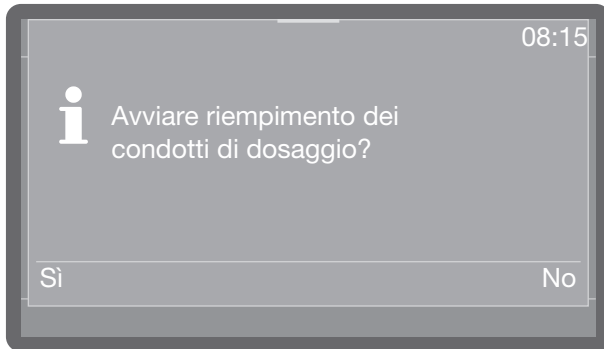 08:15
Avviare riempimento dei
condotti di dosaggio?
Sì
No